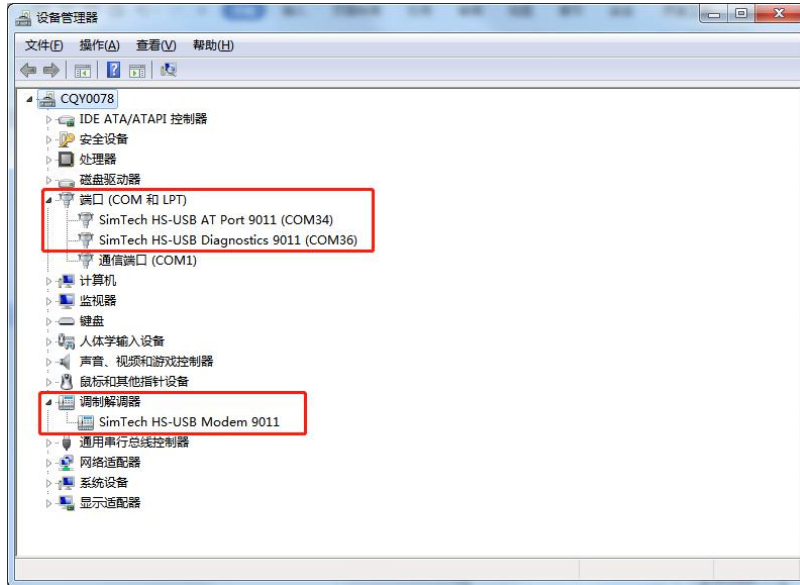 设备管理器
文件(F) 操作(A) 查看(V) 帮助(H)
CQY0078
IDE ATA/ATAPI 控制器
安全设备
处理器
磁盘驱动器
端口 (COM 和 LPT)
SimTech HS-USB AT Port 9011 (COM34)
SimTech HS-USB Diagnostics 9011 (COM36)
通信端口 (COM1)
计算机
监视器
键盘
人体学输入设备
声音、视频和游戏控制器
鼠标和其他指针设备
调制解调器
SimTech HS-USB Modem 9011
通用串行总线控制器
网络适配器
系统设备
显示适配器